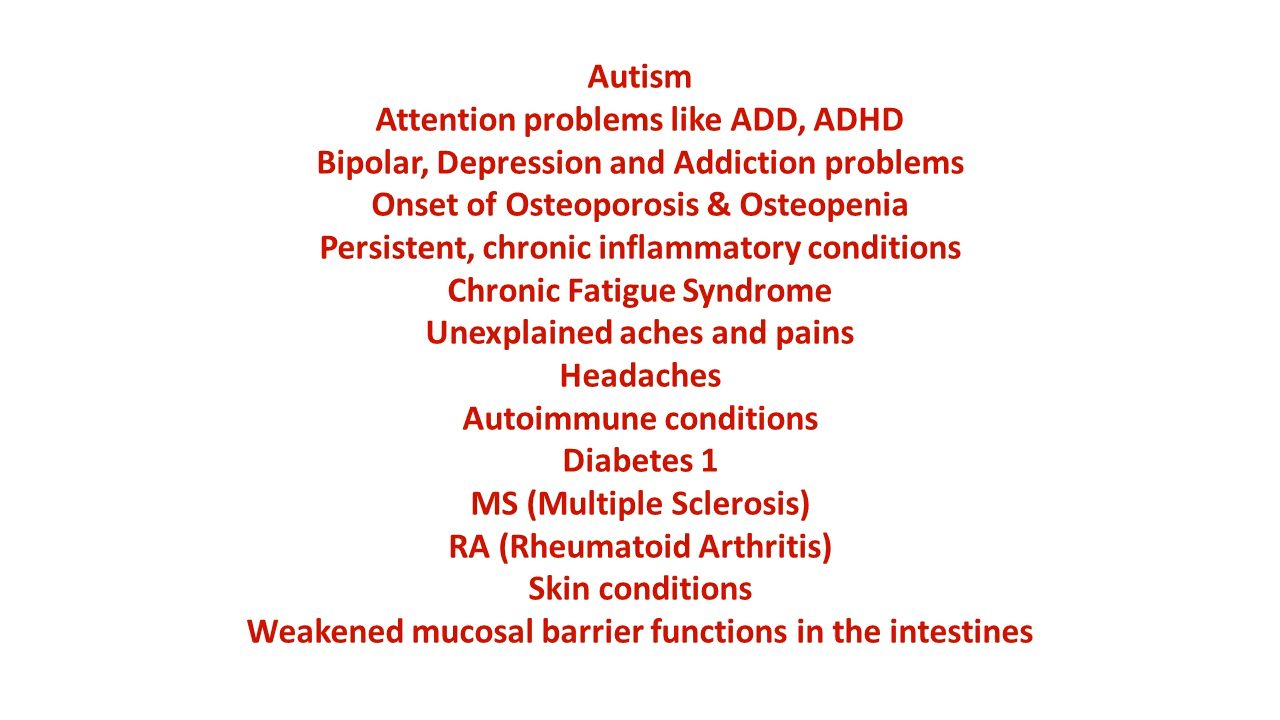 Autism
Attention problems like ADD, ADHD
Bipolar, Depression and Addiction problems
Onset of Osteoporosis & Osteopenia
Persistent, chronic inflammatory conditions
Chronic Fatigue Syndrome
Unexplained aches and pains
Headaches
Autoimmune conditions
Diabetes 1
MS (Multiple Sclerosis)
RA (Rheumatoid Arthritis)
Skin conditions
Weakened mucosal barrier functions in the intestines